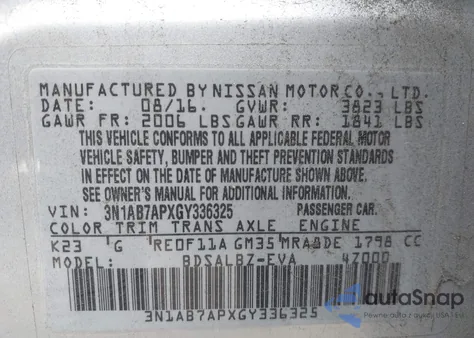 MANUFACTURED BY NISSAN MOTOR CO., LTD.
DATE: 08/16. GVWR: 3823 LBS
GAWR FR: 2006 LBS GAWR RR: 1841 LBS
THIS VEHICLE CONFORMS TO ALL APPLICABLE FEDERAL MOTOR
VEHICLE SAFETY, BUMPER AND THEFT PREVENTION STANDARDS
IN EFFECT ON THE DATE OF MANUFACTURE SHOWN ABOVE.
SEE OWNER'S MANUAL FOR ADDITIONAL INFORMATION.
VIN: 3N1AB7APXGY336325 PASSENGER CAR.
COLOR TRIM TRANS AXLE ENGINE
K23 G RE0F11A GM35 MRA8DE 1798 CC
MODEL: BDSALBZ-EVA 4Z000
3N1AB7APXGY336325
autoSnap